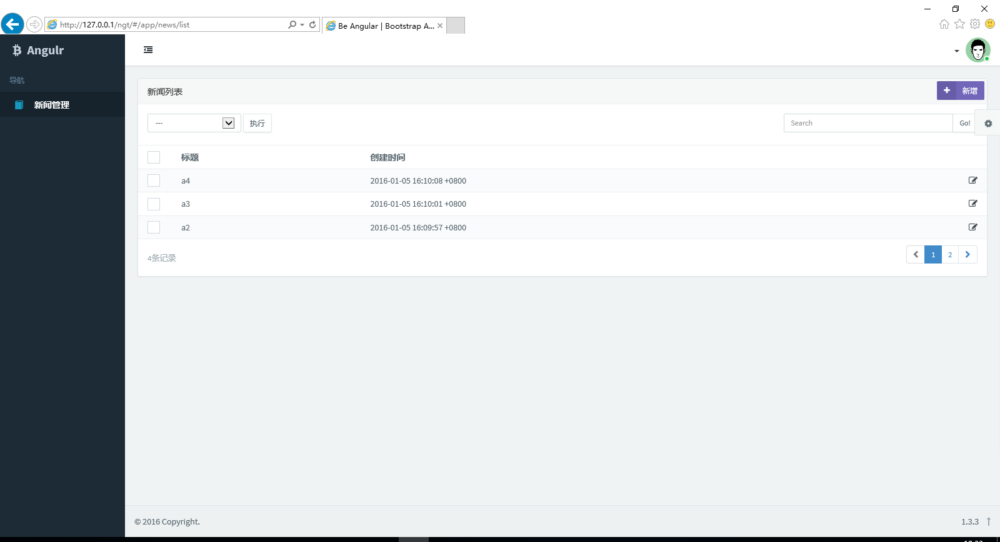 http://127.0.0.1/ngt/#/app/news/list
Be Angular | Bootstrap A...
Angulr
导航
新闻管理
新闻列表
新增
---
执行
Search
Go!
标题
创建时间
a4
2016-01-05 16:10:08 +0800
a3
2016-01-05 16:10:01 +0800
a2
2016-01-05 16:09:57 +0800
4条记录
1
2
© 2016 Copyright.
1.3.3